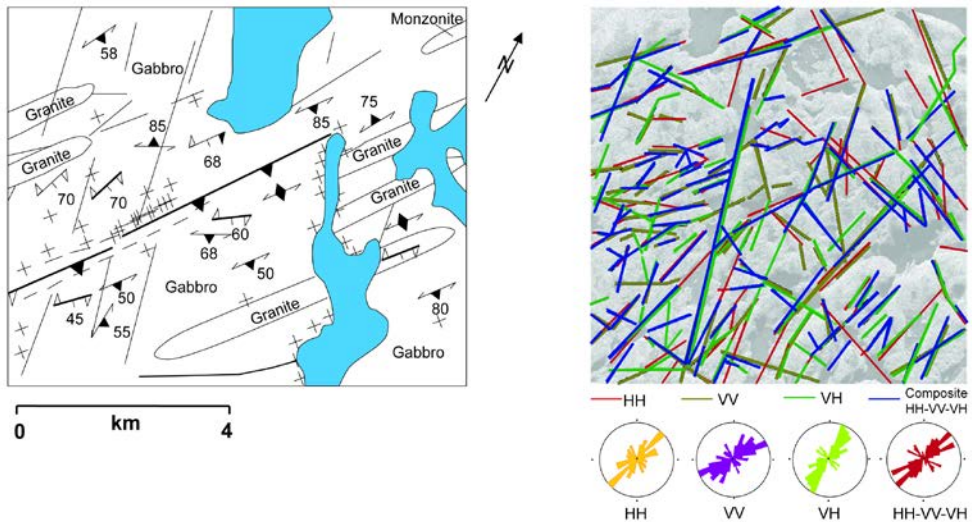 Monzonite
58
Gabbro
N
Granite
85
85
75
68
Granite
Granite
70
70
Granite
60
68
50
Gabbro
50
45
55
Granite
80
Gabbro
0 km 4
HH VV VH Composite
HH-VV-VH
HH VV VH HH-VV-VH